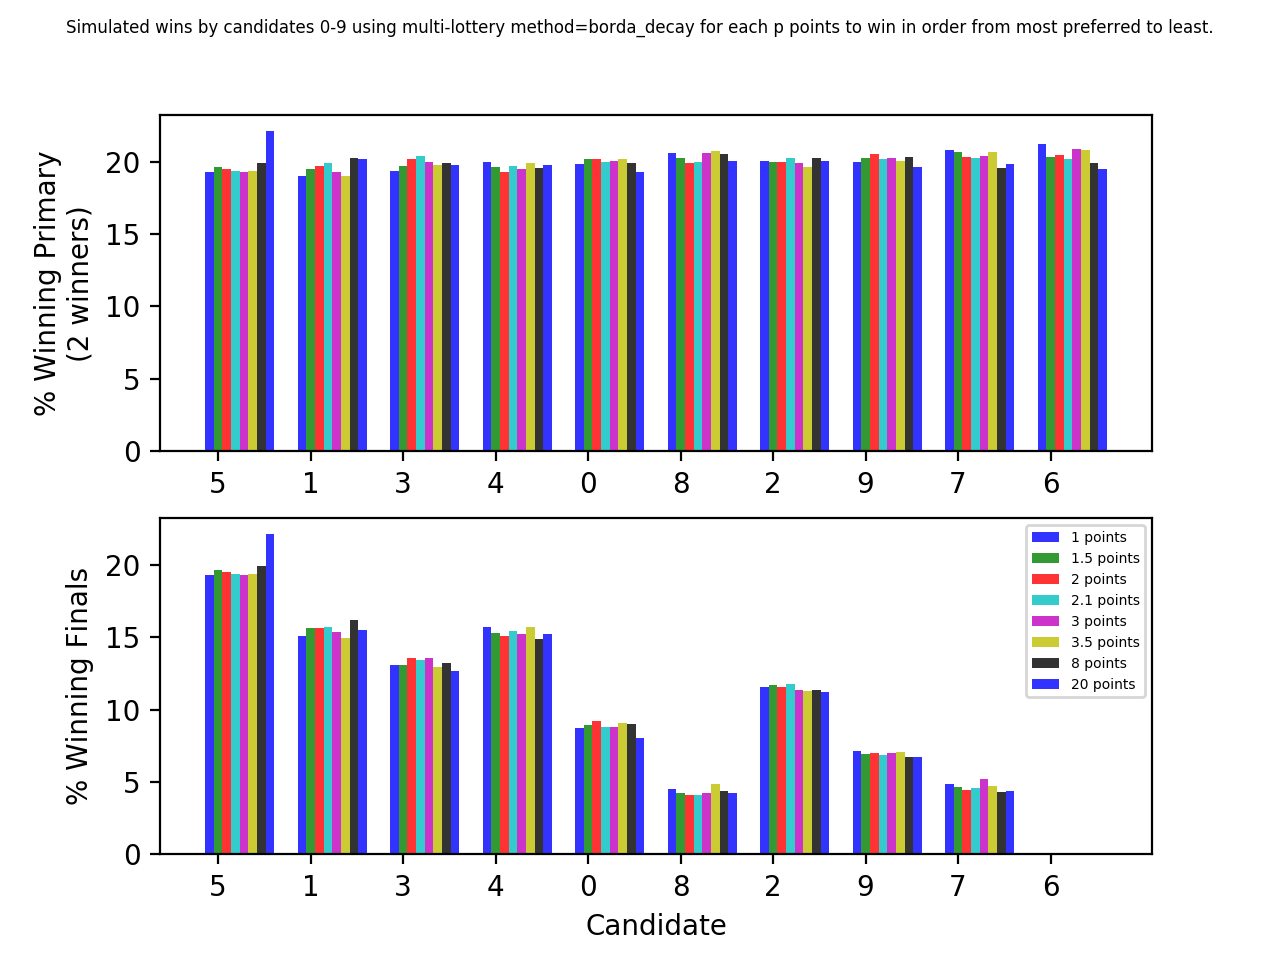 Simulated wins by candidates 0-9 using multi-lottery method=borda_decay for each p points to win in order from most preferred to least.
% Winning Primary
(2 winners)
20
15
10
5
0
5 1 3 4 0 8 2 9 7 6
% Winning Finals
20
15
10
5
0
1 points
1.5 points
2 points
2.1 points
3 points
3.5 points
8 points
20 points
5 1 3 4 0 8 2 9 7 6
Candidate